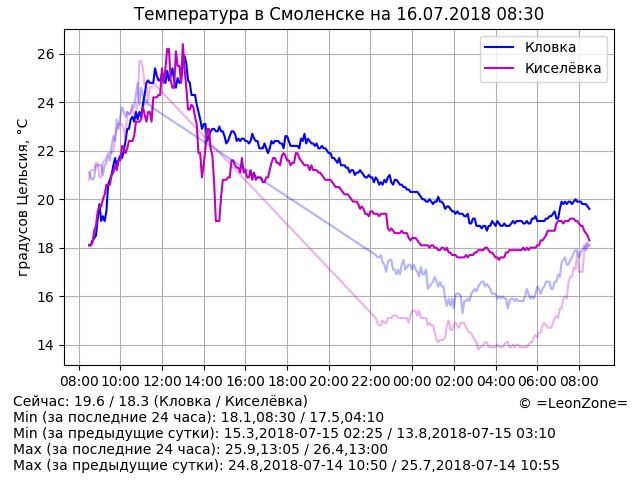 Температура в Смоленске на 16.07.2018 08:30
Кловка
Киселёвка
градусов Цельсия, °C
26
24
22
20
18
16
14
08:00 10:00 12:00 14:00 16:00 18:00 20:00 22:00 00:00 02:00 04:00 06:00 08:00
Сейчас: 19.6 / 18.3 (Кловка / Киселёвка)
© =LeonZone=
Min (за последние 24 часа): 18.1,08:30 / 17.5,04:10
Min (за предыдущие сутки): 15.3,2018-07-15 02:25 / 13.8,2018-07-15 03:10
Max (за последние 24 часа): 25.9,13:05 / 26.4,13:00
Max (за предыдущие сутки): 24.8,2018-07-14 10:50 / 25.7,2018-07-14 10:55